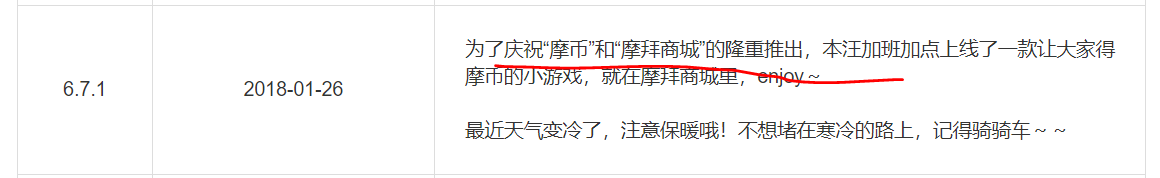 为了庆祝“摩币”和“摩拜商城”的隆重推出，本汪加班加点上线了一款让大家得
6.7.1
2018-01-26
摩币的小游戏，就在摩拜商城里，enjoy～
最近天气变冷了，注意保暖哦！不想堵在寒冷的路上，记得骑骑车～～